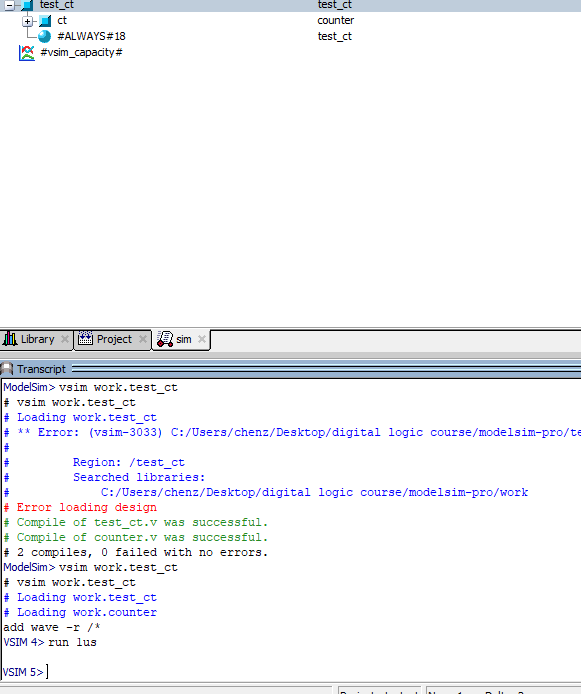 test_ct test_ct
ct counter
#ALWAYS#18 test_ct
#vsim_capacity#
Library Project sim
Transcript
ModelSim> vsim work.test_ct
# vsim work.test_ct
# Loading work.test_ct
# ** Error: (vsim-3033) C:/Users/chenz/Desktop/digital logic course/modelsim-pro/te
#
# Region: /test_ct
# Searched libraries:
# C:/Users/chenz/Desktop/digital logic course/modelsim-pro/work
# Error loading design
# Compile of test_ct.v was successful.
# Compile of counter.v was successful.
# 2 compiles, 0 failed with no errors.
ModelSim> vsim work.test_ct
# vsim work.test_ct
# Loading work.test_ct
# Loading work.counter
add wave -r /*
VSIM 4> run lus
VSIM 5>